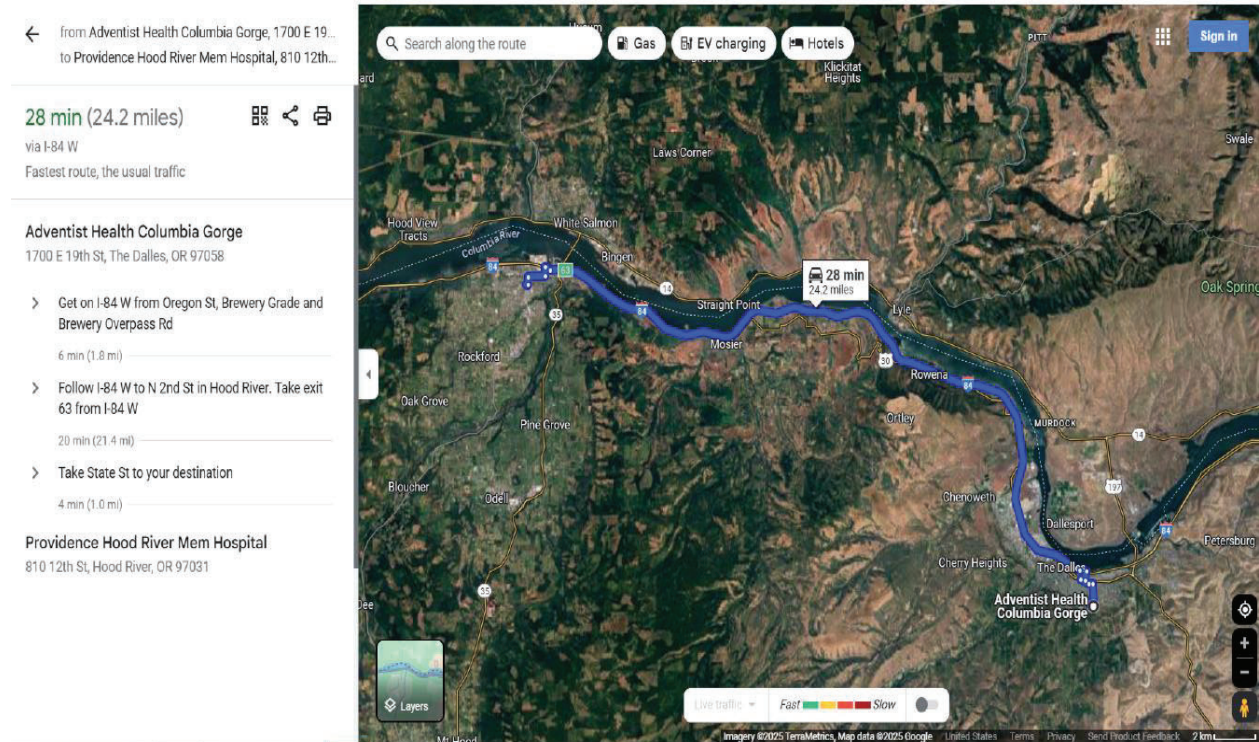 from Adventist Health Columbia Gorge, 1700 E 19...
to Providence Hood River Mem Hospital, 810 12th...
28 min (24.2 miles)
via I-84 W
Fastest route, the usual traffic
Adventist Health Columbia Gorge
1700 E 19th St, The Dalles, OR 97058
Get on I-84 W from Oregon St, Brewery Grade and
Brewery Overpass Rd
6 min (1.8 mi)
Follow I-84 W to N 2nd St in Hood River. Take exit
63 from I-84 W
20 min (21.4 mi)
Take State St to your destination
4 min (1.0 mi)
Providence Hood River Mem Hospital
810 12th St, Hood River, OR 97031
Search along the route
Gas
EV charging
Hotels
Sign in
PITT
Klickitat
Heights
Swale
Laws Corner
Hood View
Tracts
White Salmon
Columbia River
Bingen
84
63
14
28 min
24.2 miles
Oak Spring
84
Straight Point
Lyle
35
Mosier
Rockford
30
Rowena
84
Oak Grove
Ortley
Pine Grove
MURDOCK
14
Bloucher
Odell
197
Chenoweth
Dallesport
84
Petersburg
Cherry Heights
The Dalles
35
Dee
Adventist Health
Columbia Gorge
Layers
Live traffic
Fast
Slow
Mt Hood
Imagery ©2025 TerraMetrics, Map data ©2025 Google
United States
Terms
Privacy
Send Product Feedback
2 km